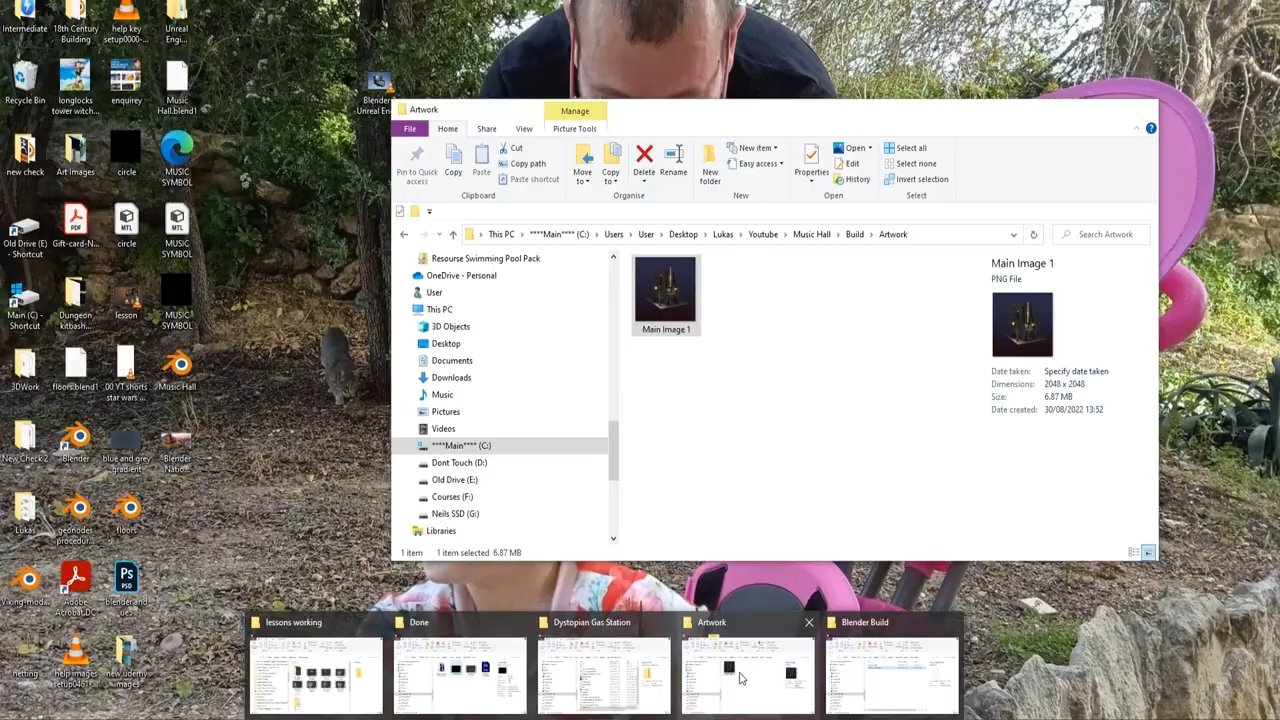 Intermediate
18th Century
Building
help key
setup0000-...
Unreal
Engi...
Recycle Bin
longlocks
tower witch...
enquirey
Music
Hall.blend1
Blender
Unreal En
new check
Art Images
circle
MUSIC
SYMBOL
Old Drive (E)
- Shortcut
Gift-card-N...
circle
MUSIC
SYMBOL
Main (C) -
Shortcut
Dungeon
kitbash...
lesson
MUSIC
SYMBOL
3DWork
floors.blend1
00 YT shorts
star wars ...
Music Hall
New Check 2
Blender
blue and grey
gradient
Blender
Natio...
Lukas
geonodes
procedur...
floors
Viking-mod...
Adobe
Acrobat DC
blender and
ue5...
netting
help images
setup0461...
new udemy
images
Artwork
Manage
File
Home
Share
View
Picture Tools
Pin to Quick
access
Copy
Paste
Cut
Copy path
Paste shortcut
Move
to
Copy
to
Delete
Rename
New
folder
New item
Easy access
Properties
Open
Edit
History
Select all
Select none
Invert selection
Clipboard
Organise
New
Open
Select
This PC
****Main**** (C:)
Users
User
Desktop
Lukas
Youtube
Music Hall
Build
Artwork
Search Artwork
Resourse Swimming Pool Pack
OneDrive - Personal
User
This PC
3D Objects
Desktop
Documents
Downloads
Music
Pictures
Videos
****Main**** (C:)
Dont Touch (D:)
Old Drive (E:)
Courses (F:)
Neils SSD (G:)
Libraries
Main Image 1
Main Image 1
PNG File
Date taken: Specify date taken
Dimensions: 2048 x 2048
Size: 6.87 MB
Date created: 30/08/2022 13:52
1 item
1 item selected 6.87 MB
lessons working
Done
Dystopian Gas Station
Artwork
Blender Build